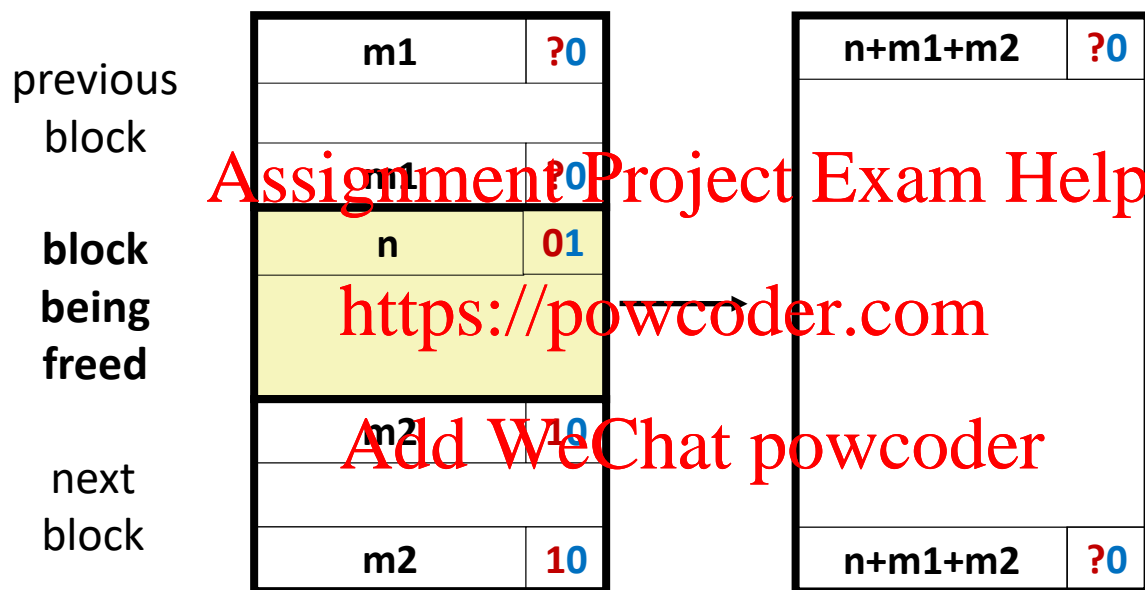 m1 ?0
n+m1+m2 ?0
previous
block
m1 ?0
Assignment Project Exam Help
block
being
freed
n 01
https://powcoder.com
m2 10
Add WeChat powcoder
next
block
m2 10
n+m1+m2 ?0